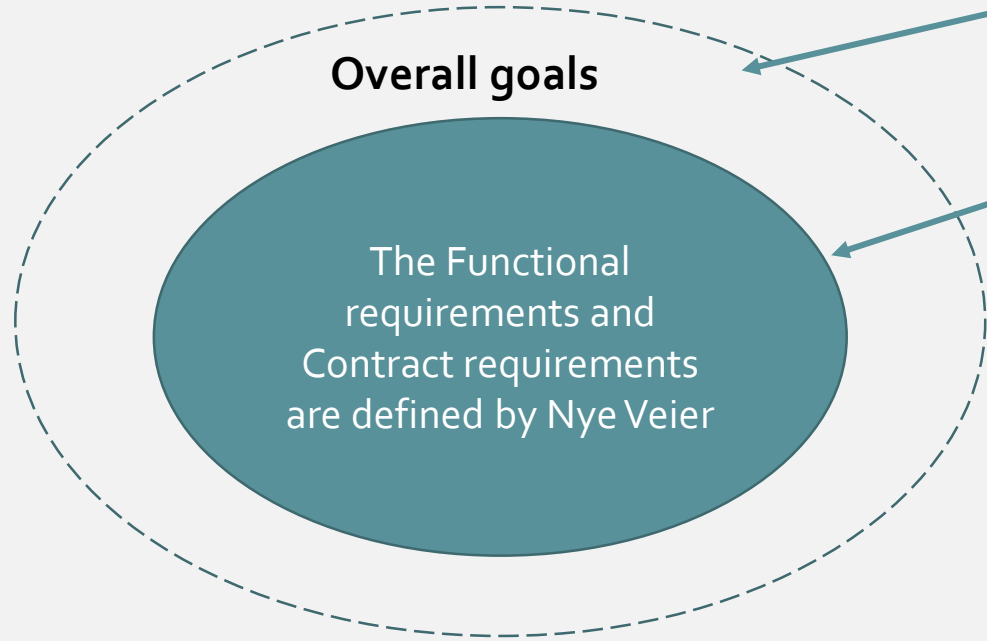 Overall goals
The Functional
requirements and
Contract requirements
are defined by Nye Veier